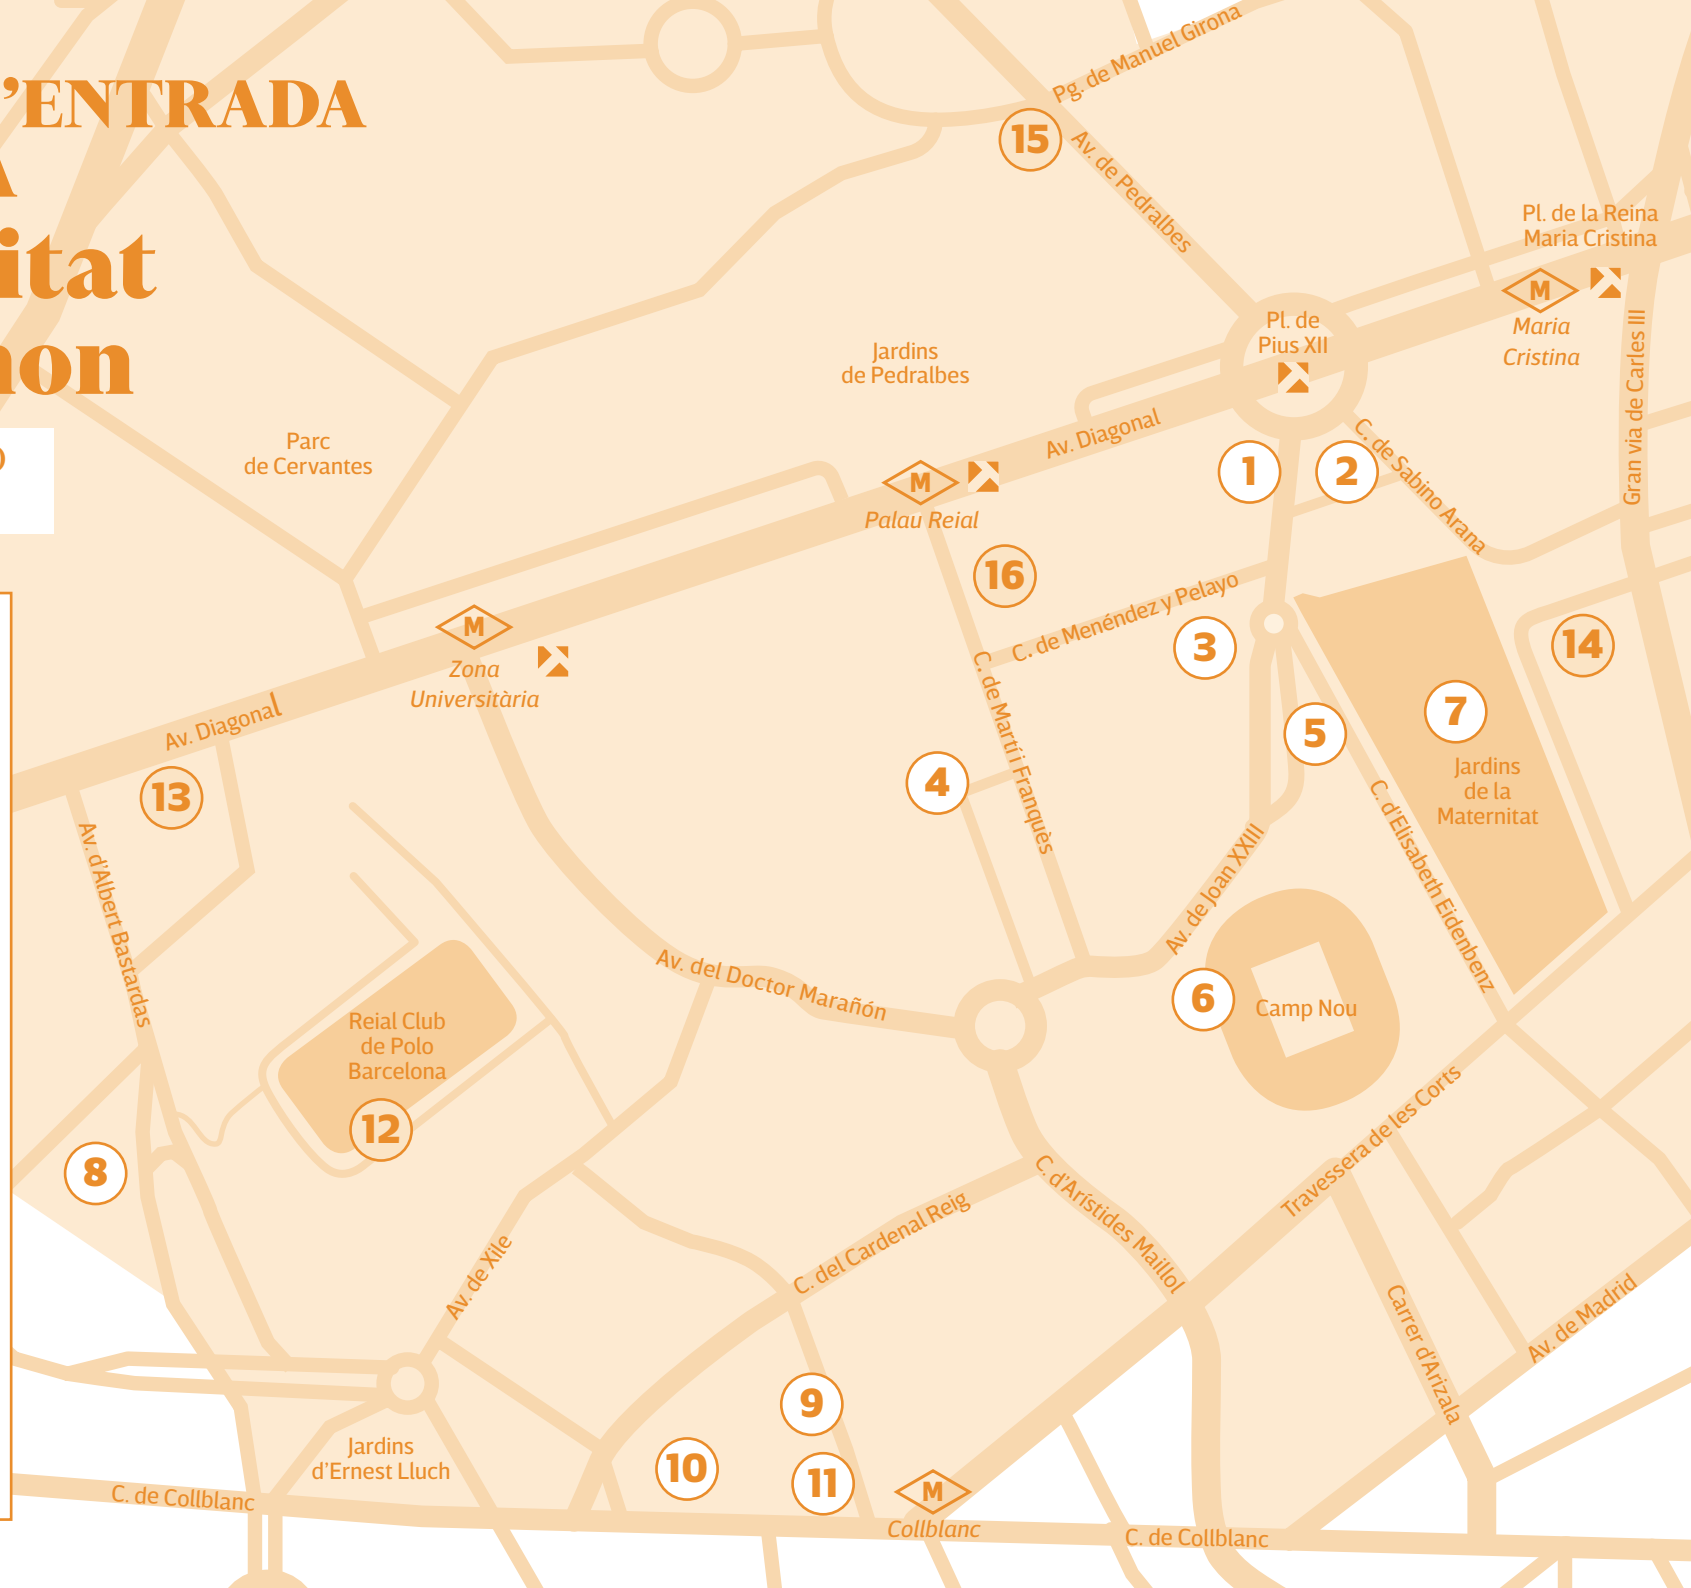 ’ENTRADA
A
itat
non
Pg. de Manuel Girona
15
Av. de Pedralbes
Pl. de la Reina
Maria Cristina
M
Maria
Cristina
Pl. de
Pius XII
Gran via de Carles III
Jardins
de Pedralbes
Parc
de Cervantes
Av. Diagonal
M
Palau Reial
1
2
C. de Sabino Arana
16
C. de Menéndez y Pelayo
3
14
M
Zona
Universitària
C. de Martí i Franquès
7
5
Av. Diagonal
13
4
Jardins
de la
Maternitat
Av. d’Albert Bastardas
C. d’Elisabeth Eidenbenz
Av. de Joan XXIII
Av. del Doctor Marañón
6
Camp Nou
Reial Club
de Polo
Barcelona
12
8
Travessera de les Corts
C. d’Arístides Maillol
C. del Cardenal Reig
Av. de Xile
Carrer d’Arizala
Av. de Madrid
9
Jardins
d’Ernest Lluch
10
11
M
Collblanc
C. de Collblanc
C. de Collblanc